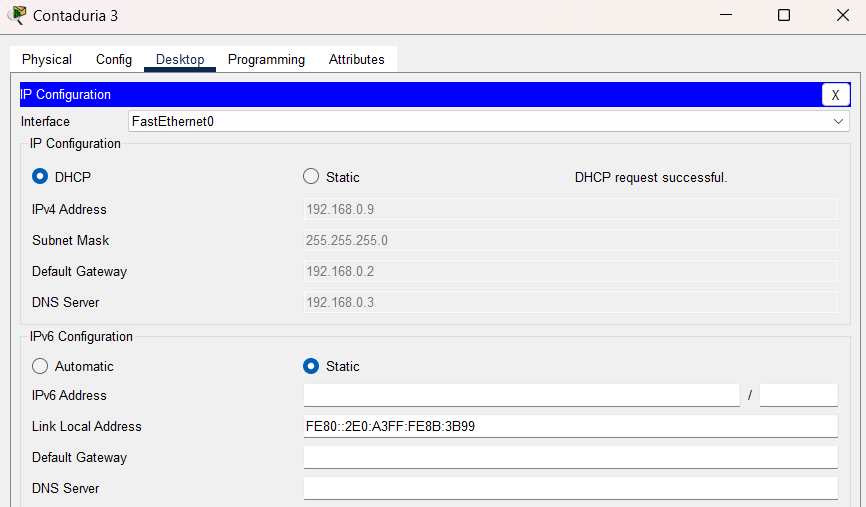 Contaduria 3
Physical Config Desktop Programming Attributes
IP Configuration X
Interface FastEthernet0
IP Configuration
DHCP Static DHCP request successful.
IPv4 Address 192.168.0.9
Subnet Mask 255.255.255.0
Default Gateway 192.168.0.2
DNS Server 192.168.0.3
IPv6 Configuration
Automatic Static
IPv6 Address /
Link Local Address FE80::2E0:A3FF:FE8B:3B99
Default Gateway
DNS Server